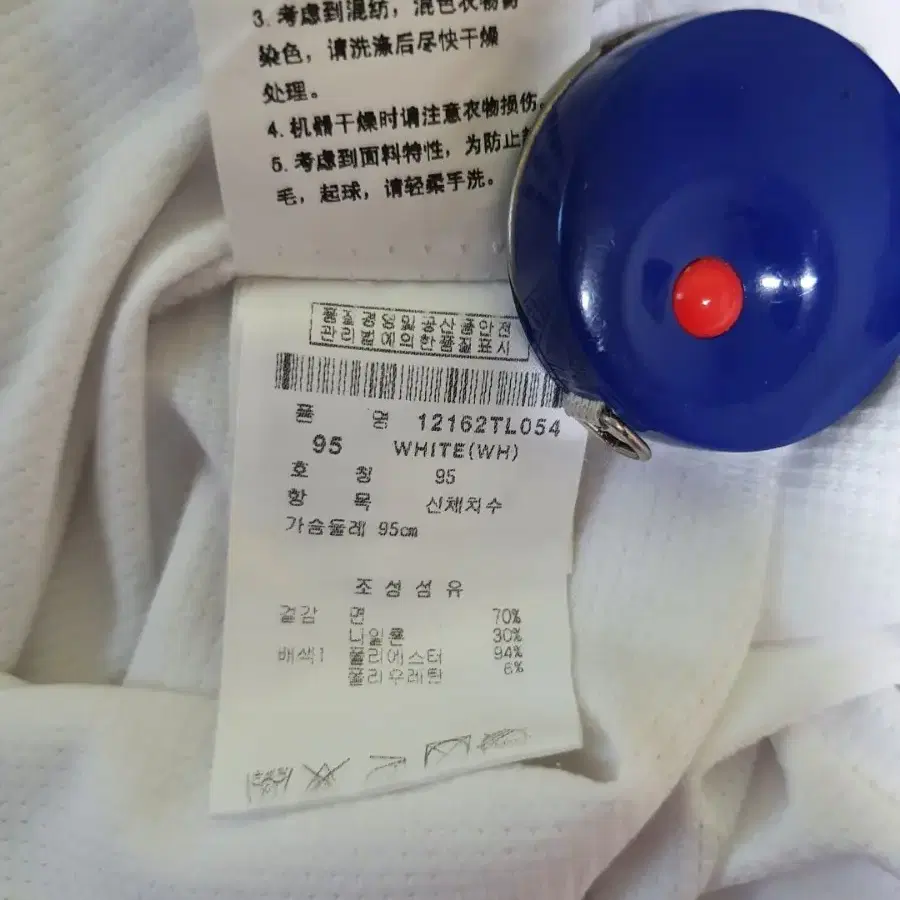 3. 考虑到混纺，混色衣物
染色，请洗涤后尽快干燥
处理。
4. 机器干燥时请注意衣物损伤。
5. 考虑到面料特性，为防止
毛，起球，请轻柔手洗。
품질경영및공산품안전
관리법에의한품질표시
품 명 12162TL054
95 WHITE(WH)
호 칭 95
항 목 신체치수
가슴둘레 95cm
조성섬유
겉감 면 70%
나일론 30%
배색1 폴리에스터 94%
폴리우레탄 6%